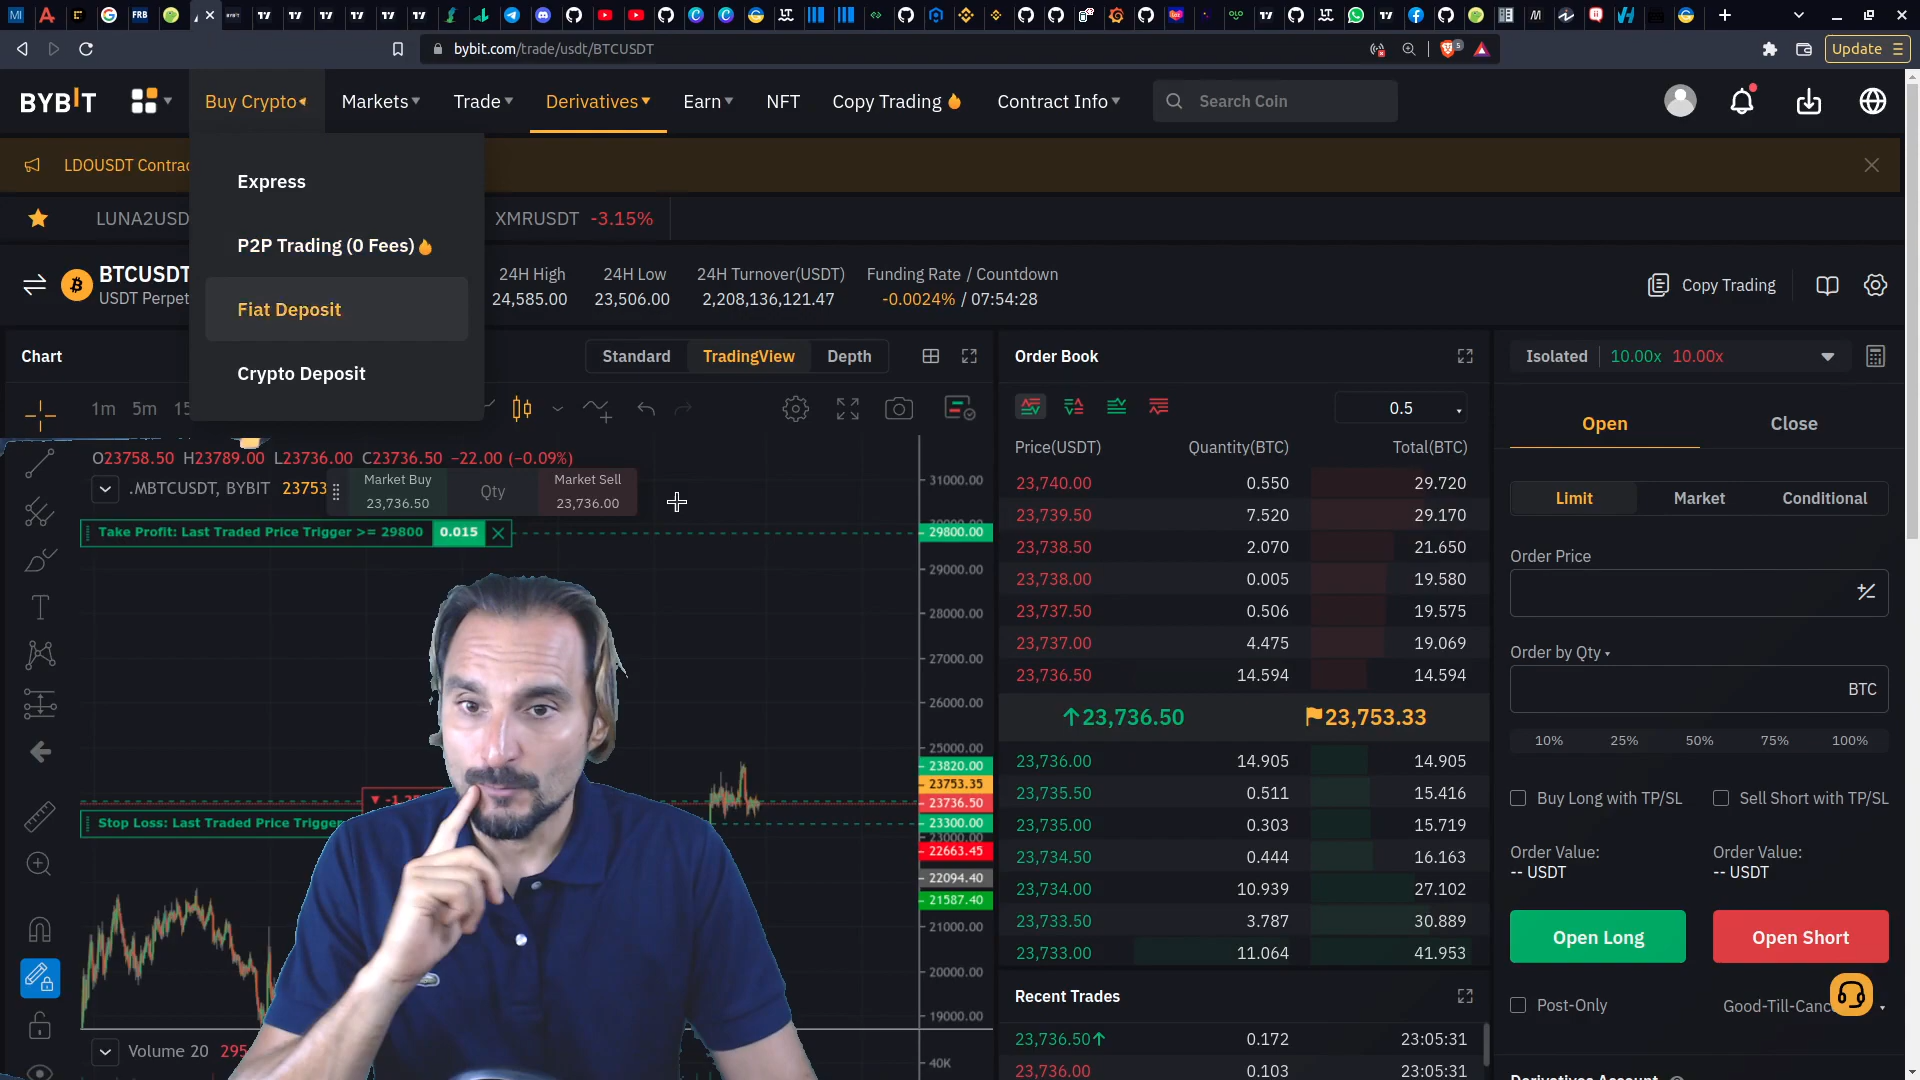 FRB
bybit.com/trade/usdt/BTCUSDT
Update
BYBIT
Buy Crypto
Markets
Trade
Derivatives
Earn
NFT
Copy Trading
Contract Info
Search Coin
LDOUSDT Contrac
Express
P2P Trading (0 Fees)
Fiat Deposit
Crypto Deposit
LUNA2USD
XMRUSDT -3.15%
BTCUSDT
USDT Perpet
24H High
24,585.00
24H Low
23,506.00
24H Turnover(USDT)
2,208,136,121.47
Funding Rate / Countdown
-0.0024% / 07:54:28
Copy Trading
Chart
Standard
TradingView
Depth
1m 5m 15
O23758.50 H23789.00 L23736.00 C23736.50 −22.00 (−0.09%)
.MBTCUSDT, BYBIT 23753
Market Buy
23,736.50
Qty
Market Sell
23,736.00
Take Profit: Last Traded Price Trigger >= 29800 0.015
Stop Loss: Last Traded Price Trigger
31000.00
29800.00
29000.00
28000.00
27000.00
26000.00
25000.00
23820.00
23753.35
23736.50
23300.00
23000.00
22663.45
22094.40
21587.40
21000.00
20000.00
19000.00
40K
Volume 20 295
Order Book
0.5
Price(USDT) Quantity(BTC) Total(BTC)
23,740.00 0.550 29.720
23,739.50 7.520 29.170
23,738.50 2.070 21.650
23,738.00 0.005 19.580
23,737.50 0.506 19.575
23,737.00 4.475 19.069
23,736.50 14.594 14.594
23,736.50 23,753.33
23,736.00 14.905 14.905
23,735.50 0.511 15.416
23,735.00 0.303 15.719
23,734.50 0.444 16.163
23,734.00 10.939 27.102
23,733.50 3.787 30.889
23,733.00 11.064 41.953
Recent Trades
23,736.50 0.172 23:05:31
23,736.00 0.103 23:05:31
Isolated 10.00x 10.00x
Open
Close
Limit
Market
Conditional
Order Price
Order by Qty
BTC
10% 25% 50% 75% 100%
Buy Long with TP/SL
Sell Short with TP/SL
Order Value:
-- USDT
Order Value:
-- USDT
Open Long
Open Short
Post-Only
Good-Till-Canc